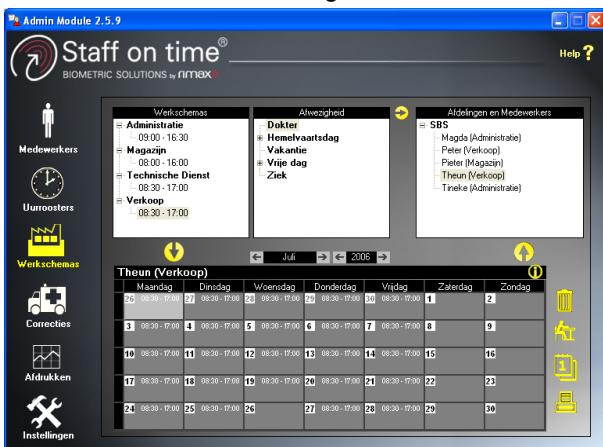 Admin Module 2.5.9
Staff on time®
BIOMETRIC SOLUTIONS by rimax
Help ?
Medewerkers
Uurroosters
Werkschemas
Correcties
Afdrukken
Instellingen
Werkschemas
Administratie
09:00 - 16:30
Magazijn
08:00 - 16:00
Technische Dienst
08:30 - 17:00
Verkoop
08:30 - 17:00
Afwezigheid
Dokter
Hemelvaartsdag
Vakantie
Vrije dag
Ziek
Afdelingen en Medewerkers
SBS
Magda (Administratie)
Peter (Verkoop)
Pieter (Magazijn)
Theun (Verkoop)
Tineke (Administratie)
Juli 2006
Theun (Verkoop)
Maandag Dinsdag Woensdag Donderdag Vrijdag Zaterdag Zondag
26 08:30 - 17:00 27 08:30 - 17:00 28 08:30 - 17:00 29 08:30 - 17:00 30 08:30 - 17:00 1 2
3 08:30 - 17:00 4 08:30 - 17:00 5 08:30 - 17:00 6 08:30 - 17:00 7 08:30 - 17:00 8 9
10 08:30 - 17:00 11 08:30 - 17:00 12 08:30 - 17:00 13 08:30 - 17:00 14 08:30 - 17:00 15 16
17 08:30 - 17:00 18 08:30 - 17:00 19 08:30 - 17:00 20 08:30 - 17:00 21 08:30 - 17:00 22 23
24 08:30 - 17:00 25 08:30 - 17:00 26 27 08:30 - 17:00 28 08:30 - 17:00 29 30
1